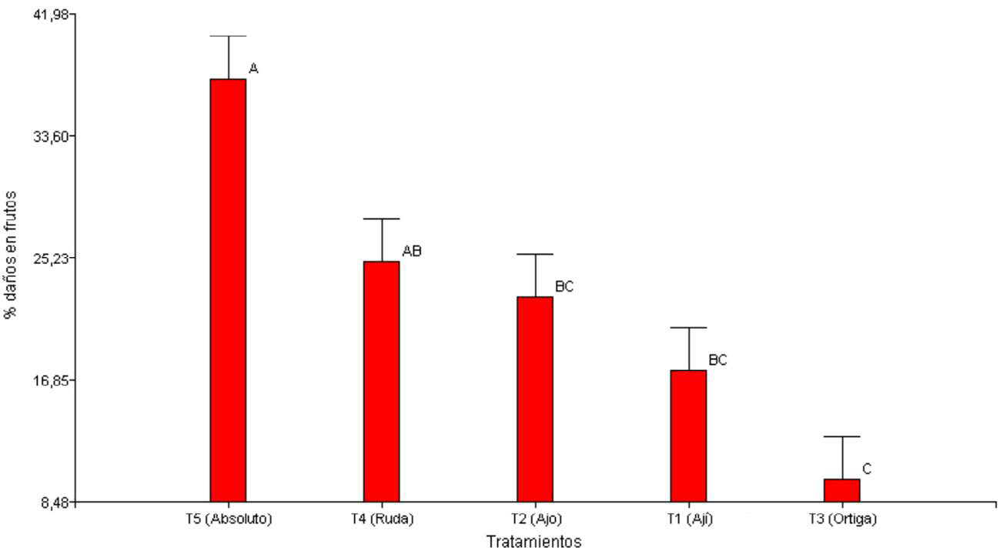 41,98
33,60
25,23
16,85
8,48
% daños en frutos
A
AB
BC
BC
C
T5 (Absoluto)
T4 (Ruda)
T2 (Ajo)
T1 (Ají)
T3 (Ortiga)
Tratamientos